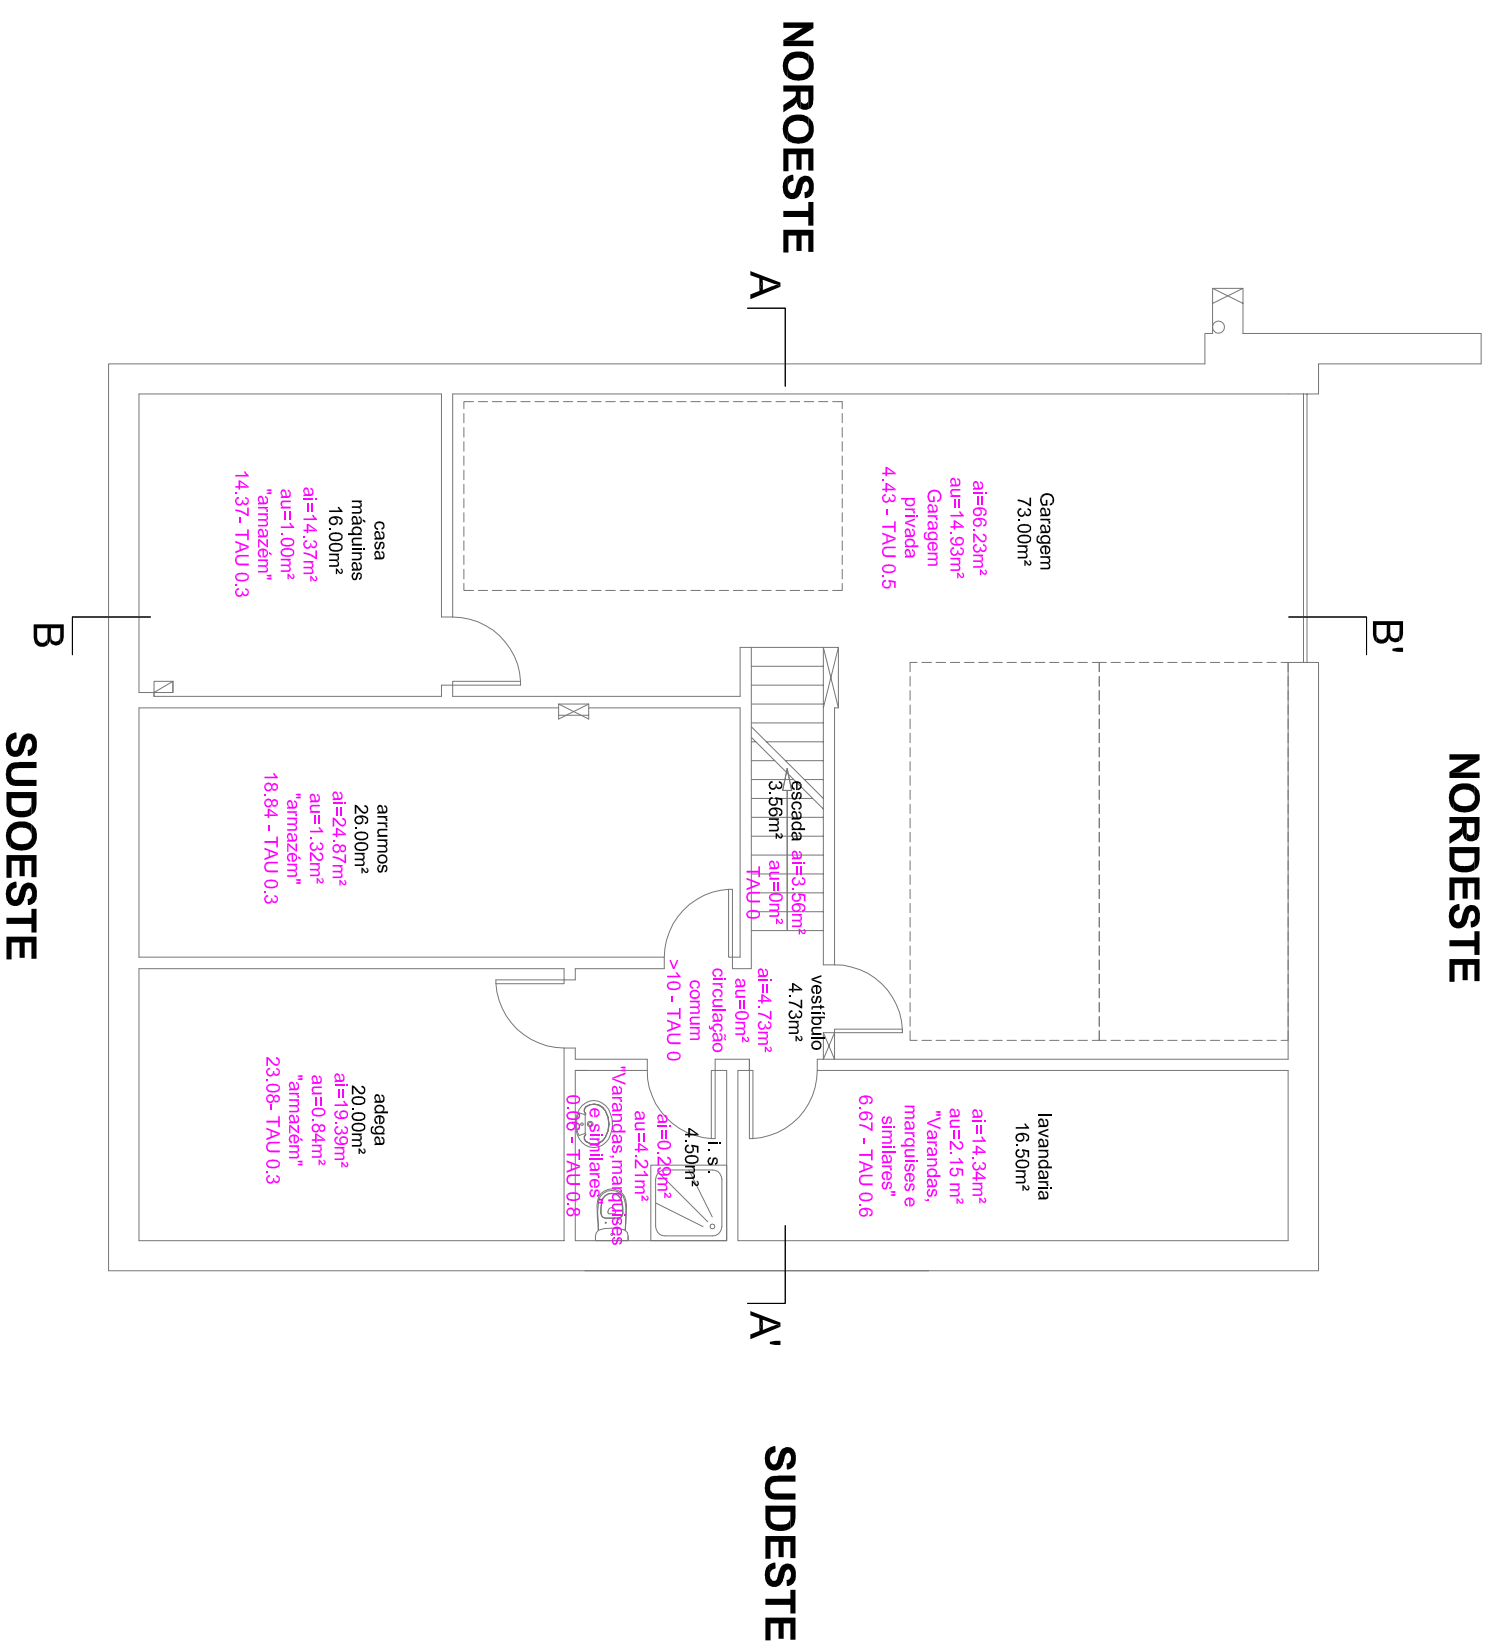 NOROESTE
NORDESTE
SUDOESTE
SUDESTE
A
A'
B
B'
Garagem
73.00m²
ai=66.23m²
au=14.93m²
Garagem
privada
4.43 - TAU 0.5
casa
máquinas
16.00m²
ai=14.37m²
au=1.00m²
"armazém"
14.37- TAU 0.3
escada
3.56m²
ai=3.56m²
au=0m²
TAU 0
arrumos
26.00m²
ai=24.87m²
au=1.32m²
"armazém"
18.84 - TAU 0.3
vestíbulo
4.73m²
ai=4.73m²
au=0m²
circulação
comum
>10 - TAU 0
lavandaria
16.50m²
ai=14.34m²
au=2.15 m²
"Varandas,
marquises e
similares"
6.67 - TAU 0.6
i. s .
4.50m²
ai=0.29m²
au=4.21m²
"Varandas,marquises
e similares"
0.06 - TAU 0.8
adega
20.00m²
ai=19.39m²
au=0.84m²
"armazém"
23.08- TAU 0.3